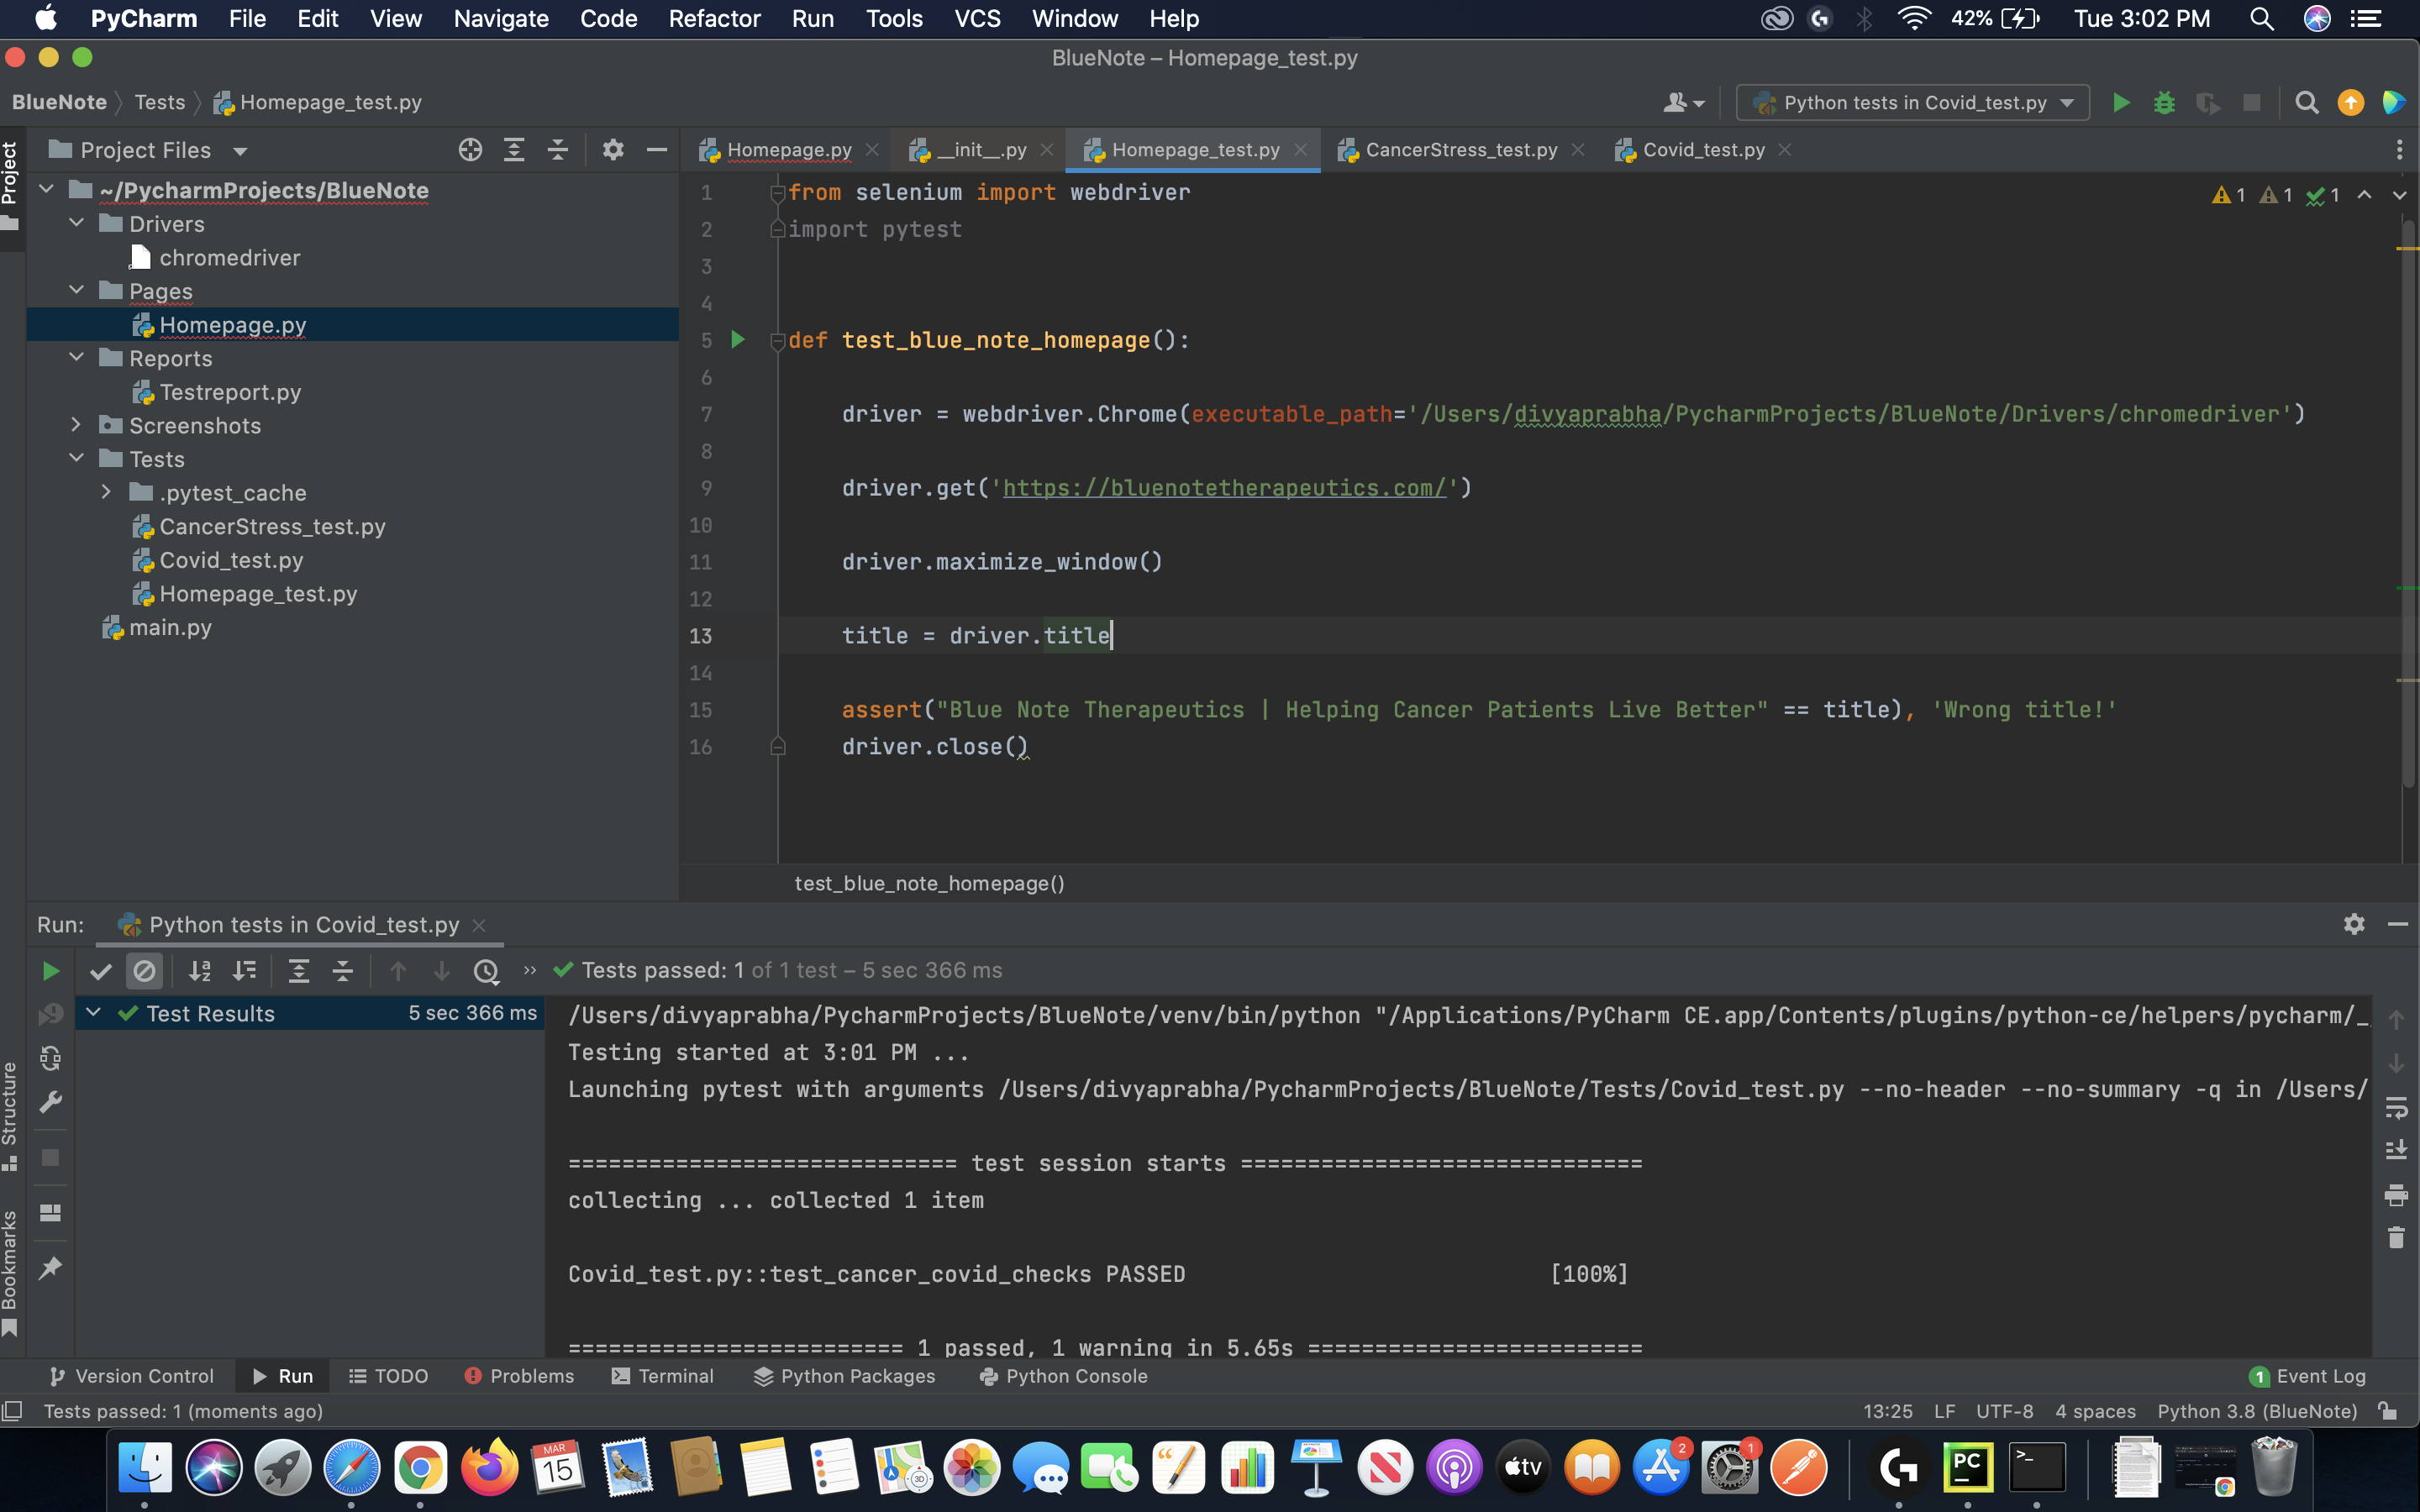 PyCharm File Edit View Navigate Code Refactor Run Tools VCS Window Help 42% Tue 3:02 PM
BlueNote – Homepage_test.py
BlueNote Tests Homepage_test.py Python tests in Covid_test.py
Project
Project Files
Homepage.py __init__.py Homepage_test.py CancerStress_test.py Covid_test.py
~/PycharmProjects/BlueNote
Drivers
chromedriver
Pages
Homepage.py
Reports
Testreport.py
Screenshots
Tests
.pytest_cache
CancerStress_test.py
Covid_test.py
Homepage_test.py
main.py
1 from selenium import webdriver
1 1 1
2 import pytest
3
4
5 def test_blue_note_homepage():
6
7 driver = webdriver.Chrome(executable_path='/Users/divyaprabha/PycharmProjects/BlueNote/Drivers/chromedriver')
8
9 driver.get('https://bluenotetherapeutics.com/')
10
11 driver.maximize_window()
12
13 title = driver.title
14
15 assert("Blue Note Therapeutics | Helping Cancer Patients Live Better" == title), 'Wrong title!'
16 driver.close()
test_blue_note_homepage()
Run: Python tests in Covid_test.py
Tests passed: 1 of 1 test – 5 sec 366 ms
Test Results 5 sec 366 ms
/Users/divyaprabha/PycharmProjects/BlueNote/venv/bin/python "/Applications/PyCharm CE.app/Contents/plugins/python-ce/helpers/pycharm/_
Testing started at 3:01 PM ...
Launching pytest with arguments /Users/divyaprabha/PycharmProjects/BlueNote/Tests/Covid_test.py --no-header --no-summary -q in /Users/
============================= test session starts ==============================
collecting ... collected 1 item
Covid_test.py::test_cancer_covid_checks PASSED [100%]
========================= 1 passed, 1 warning in 5.65s =========================
Structure
Bookmarks
Version Control Run TODO Problems Terminal Python Packages Python Console 1 Event Log
Tests passed: 1 (moments ago) 13:25 LF UTF-8 4 spaces Python 3.8 (BlueNote)
MAR
15
3D
tv
2
1
PC
>_